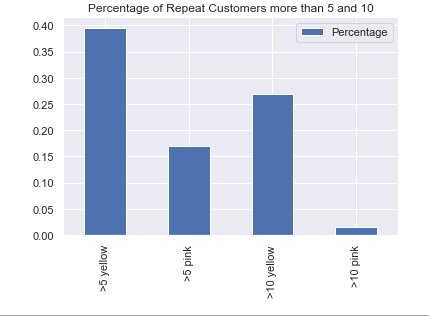 Percentage of Repeat Customers more than 5 and 10
Percentage
0.40
0.35
0.30
0.25
0.20
0.15
0.10
0.05
0.00
>5 yellow
>5 pink
>10 yellow
>10 pink